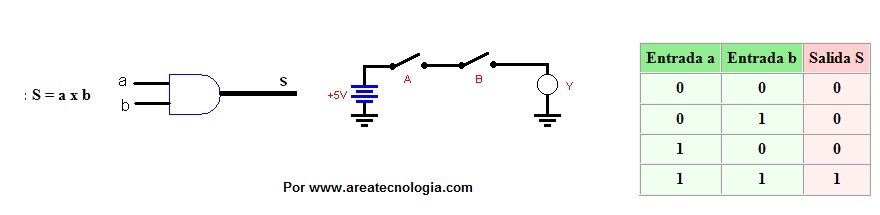 : S = a x b
a
b
s
+5V
A
B
Y
Por www.areatecnologia.com
Entrada a Entrada b Salida S
0 0 0
0 1 0
1 0 0
1 1 1